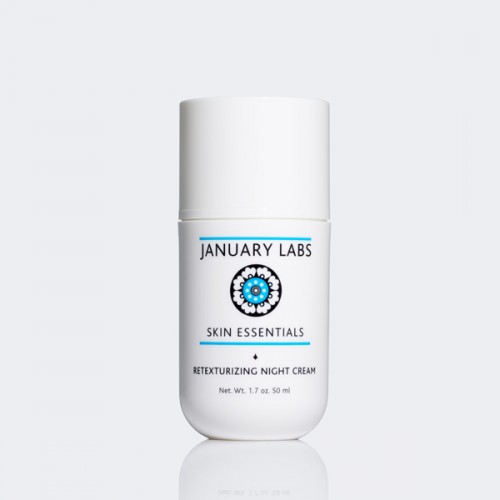 JANUARY LABS
SKIN ESSENTIALS
RETEXTURIZING NIGHT CREAM
Net. Wt. 1.7 oz. 50 ml